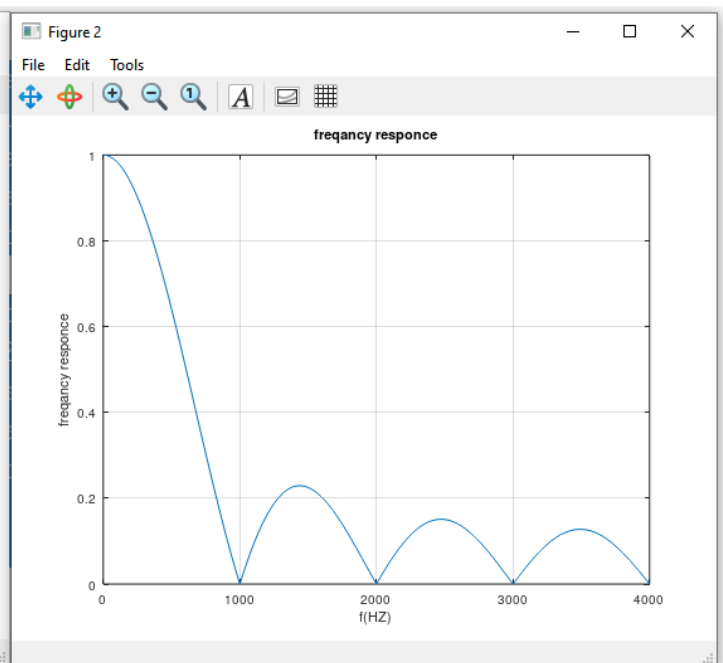 Figure 2
File Edit Tools
A
freqancy responce
1
0.8
0.6
0.4
0.2
0
freqancy responce
0 1000 2000 3000 4000
f(HZ)